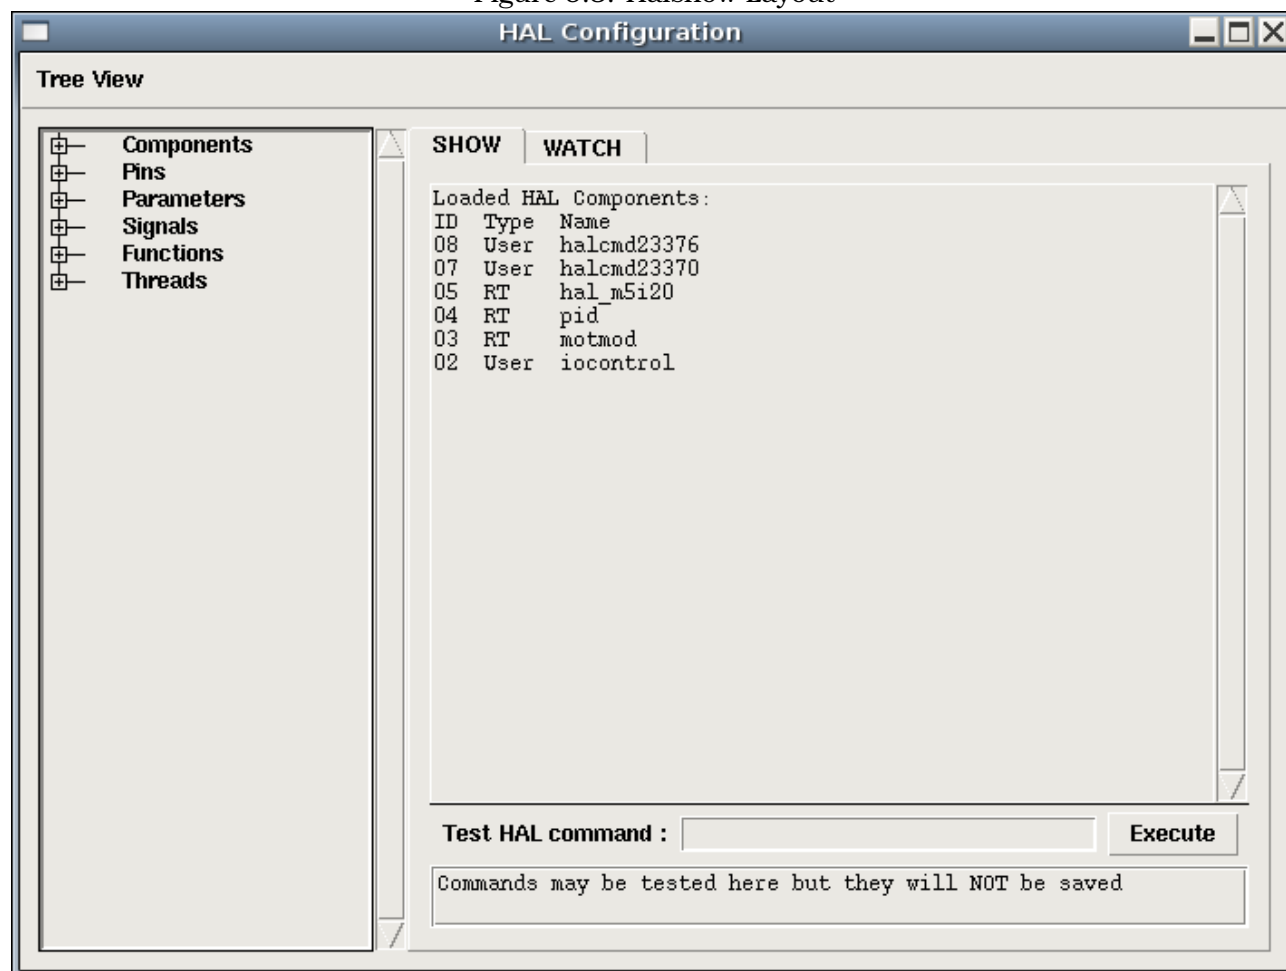 HAL Configuration
Tree View
Components
Pins
Parameters
Signals
Functions
Threads
SHOW WATCH
Loaded HAL Components:
ID Type Name
08 User halcmd23376
07 User halcmd23370
05 RT hal_m5i20
04 RT pid
03 RT motmod
02 User iocontrol
Test HAL command :
Execute
Commands may be tested here but they will NOT be saved